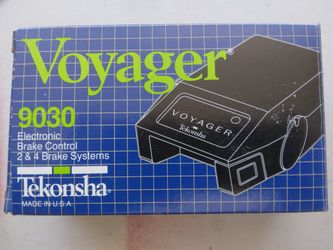 Voyager®
9030
Electronic
Brake Control
2 & 4 Brake Systems
Tekonsha®
MADE IN U.S.A.
VOYAGER
Tekonsha